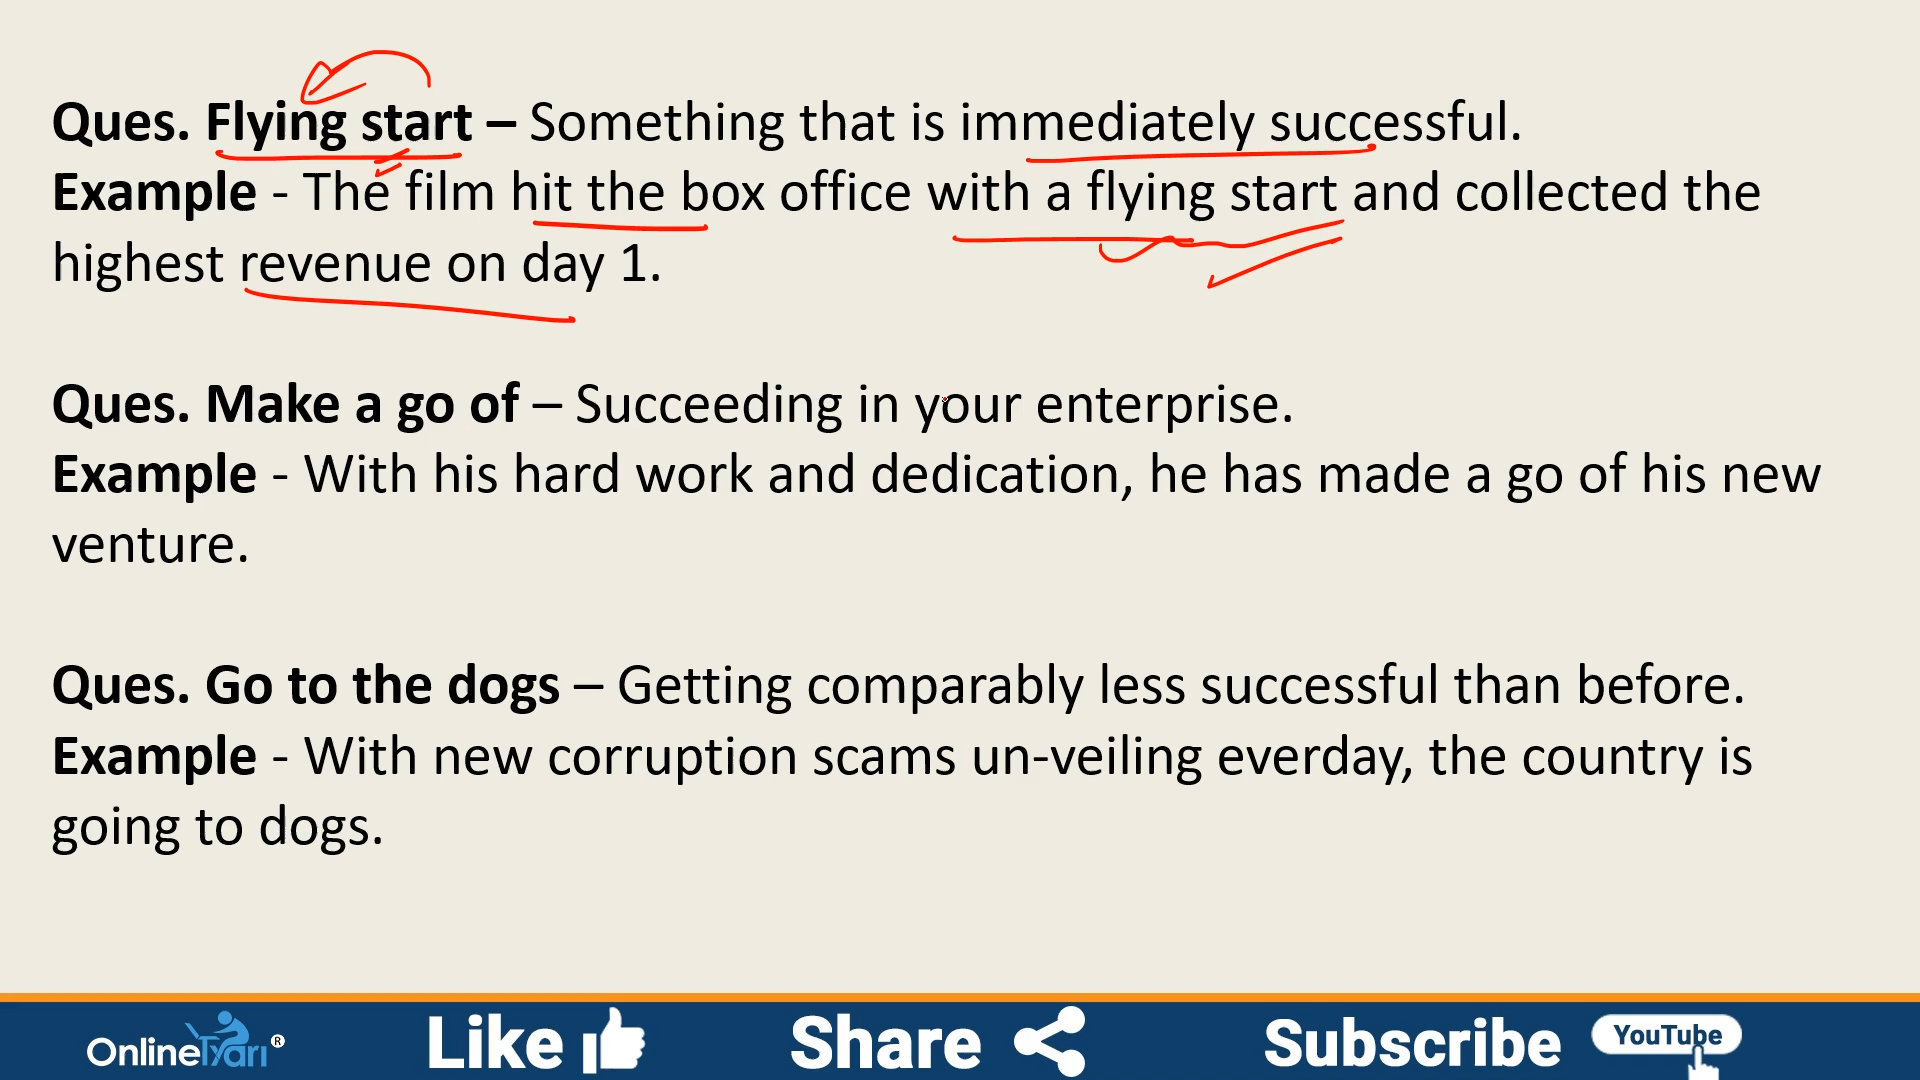 Ques. Flying start – Something that is immediately successful.
Example - The film hit the box office with a flying start and collected the
highest revenue on day 1.
Ques. Make a go of – Succeeding in your enterprise.
Example - With his hard work and dedication, he has made a go of his new
venture.
Ques. Go to the dogs – Getting comparably less successful than before.
Example - With new corruption scams un-veiling everday, the country is
going to dogs.
OnlineTyari ® Like Share Subscribe YouTube